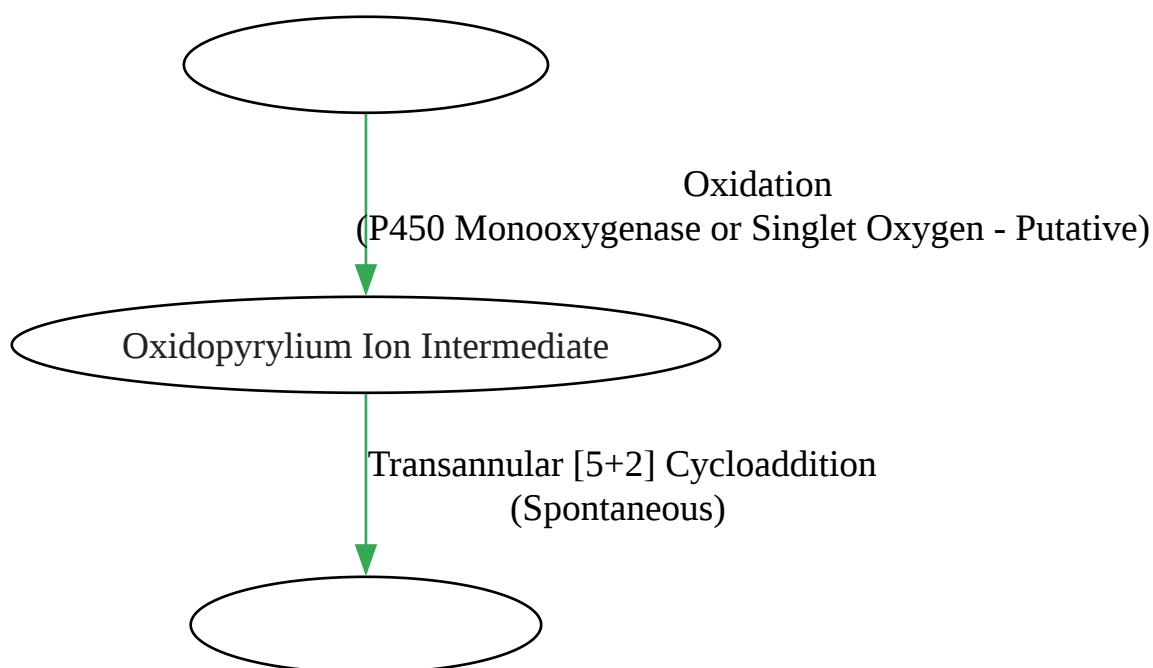 Oxidation
(P450 Monooxygenase or Singlet Oxygen - Putative)
Oxidopyrylium Ion Intermediate
Transannular [5+2] Cycloaddition
(Spontaneous)